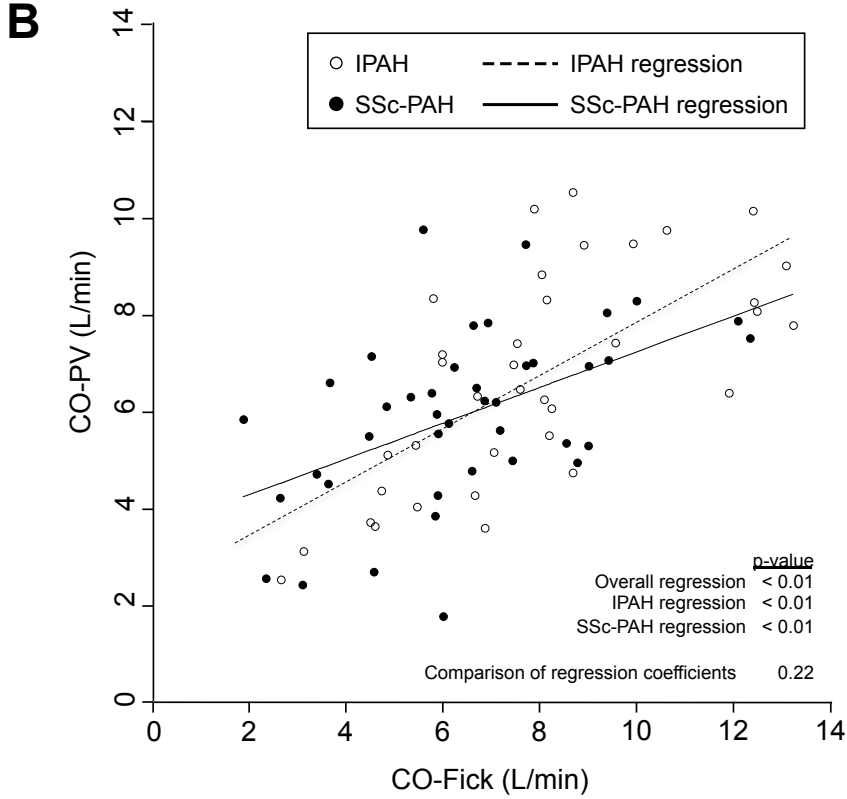 B
IPAH IPAH regression
SSc-PAH SSc-PAH regression
14
12
10
8
6
4
2
0
CO-PV (L/min)
p-value
Overall regression < 0.01
IPAH regression < 0.01
SSc-PAH regression < 0.01
Comparison of regression coefficients 0.22
0 2 4 6 8 10 12 14
CO-Fick (L/min)